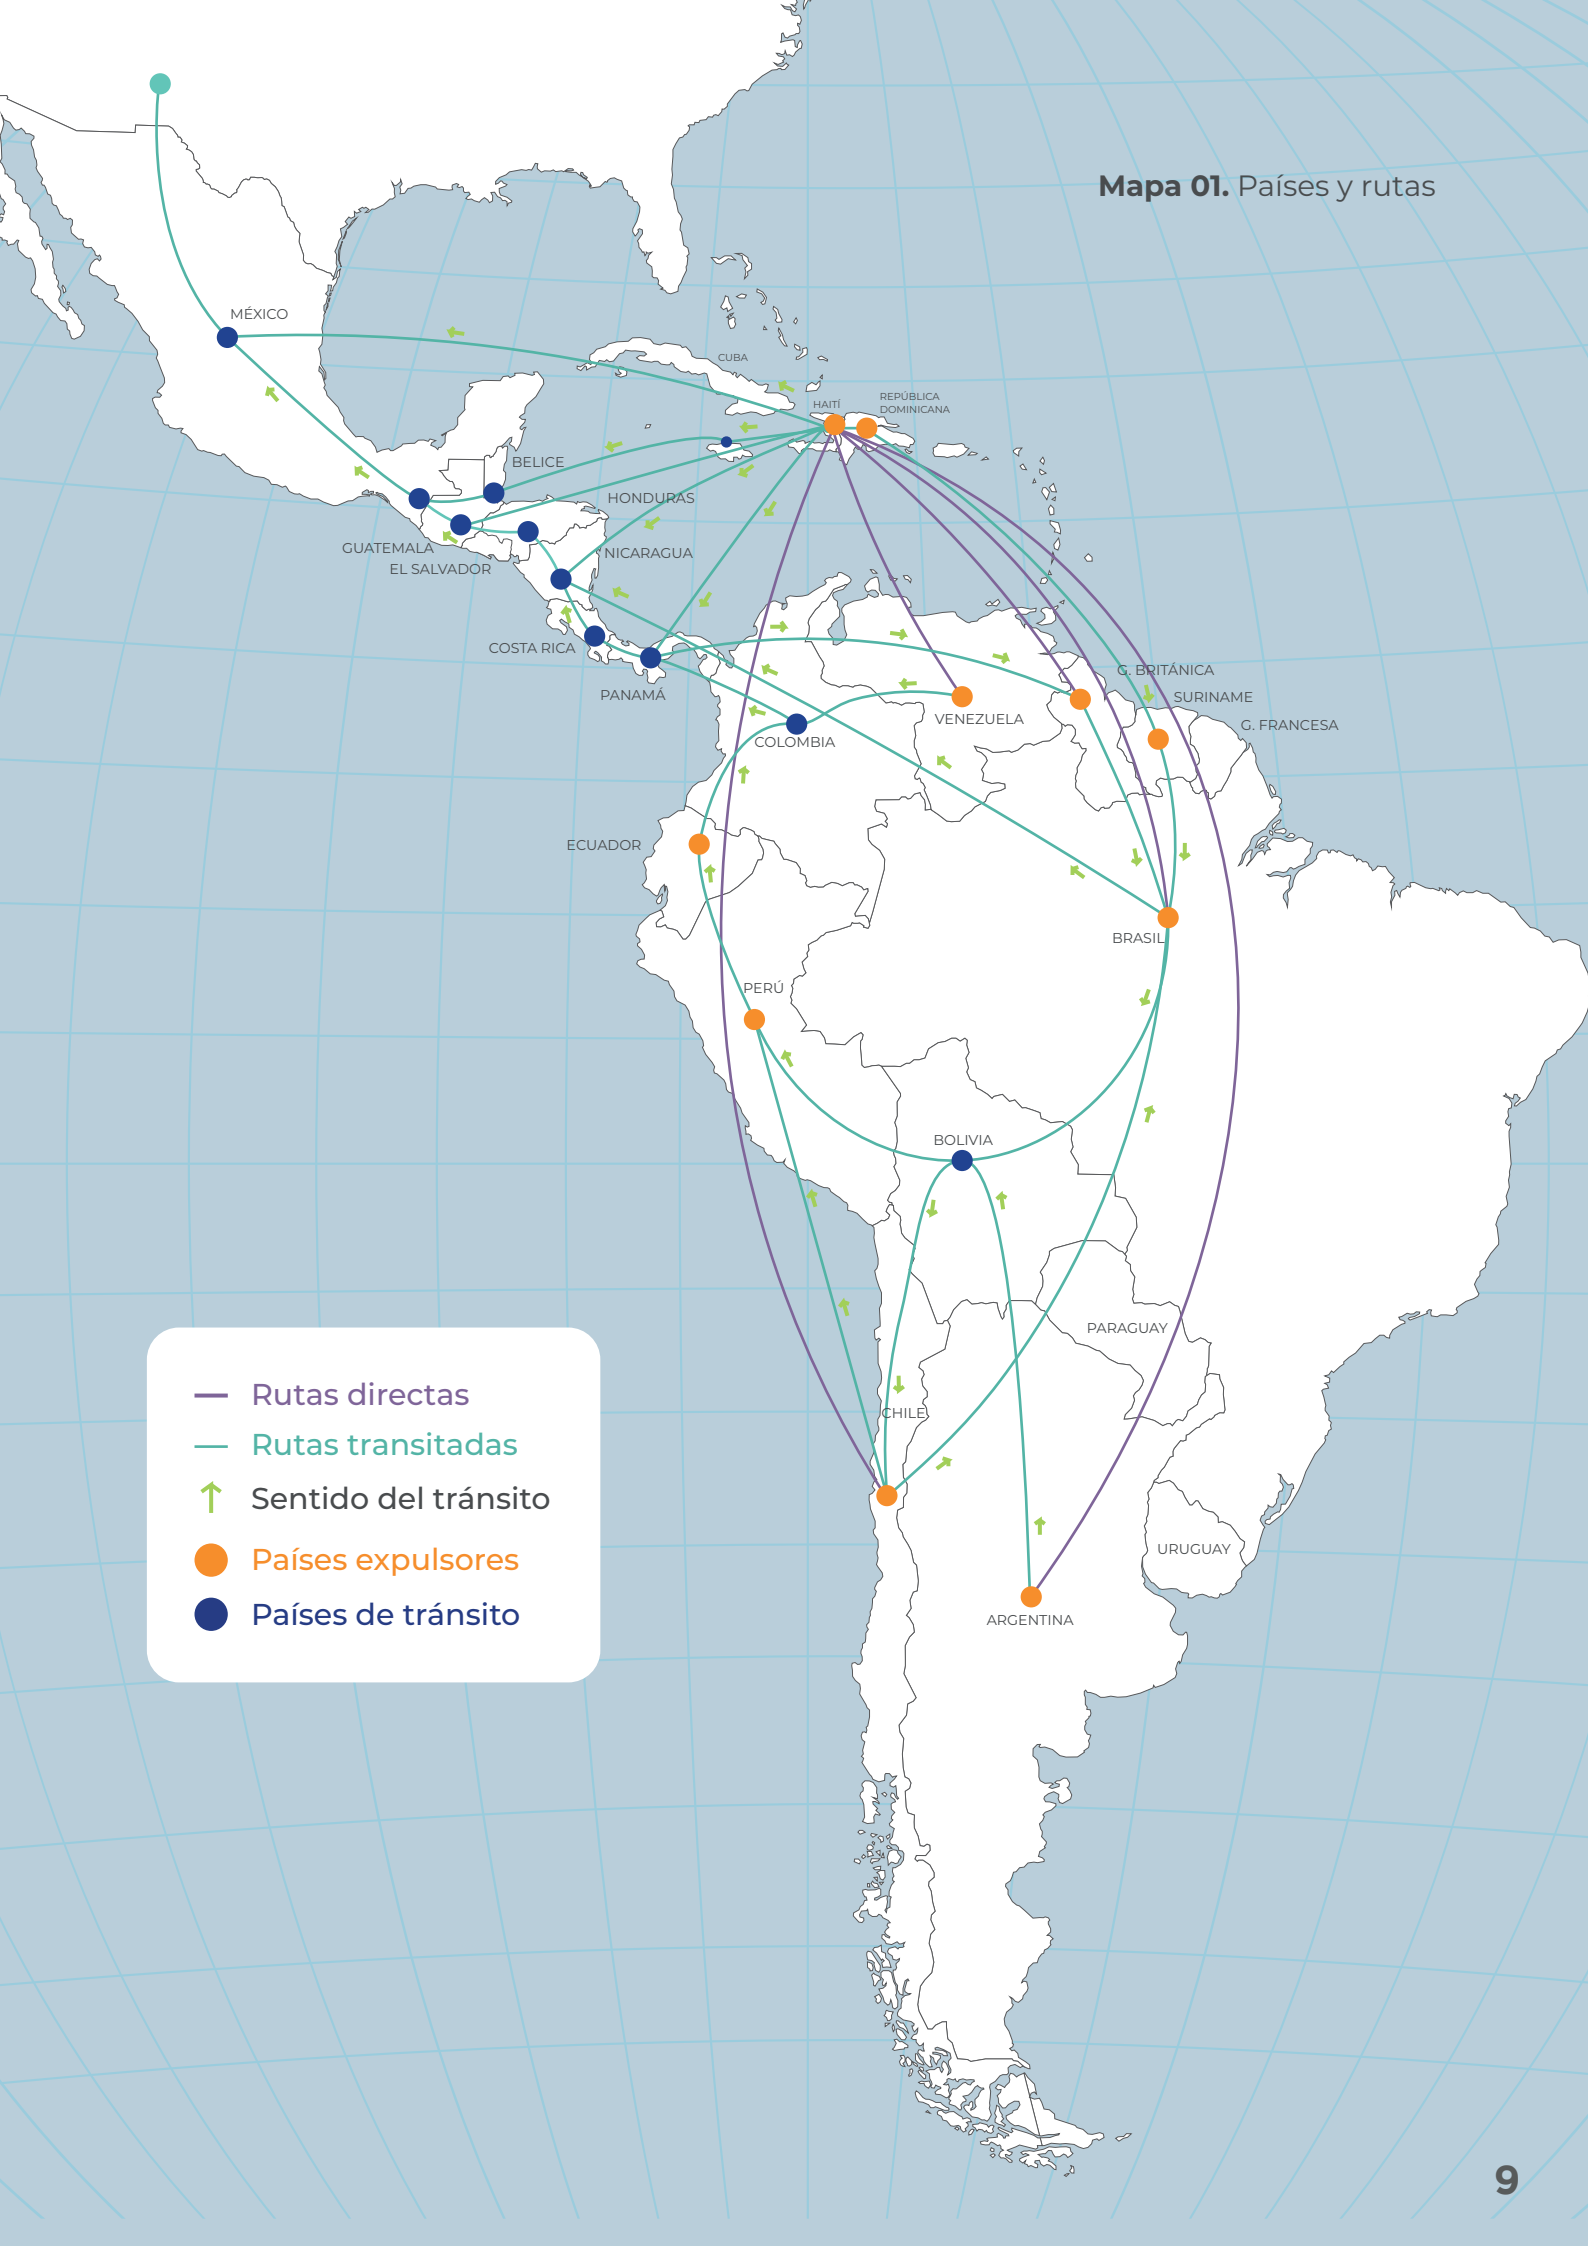 Mapa 01. Países y rutas
MÉXICO
CUBA
HAITÍ
REPÚBLICA
DOMINICANA
BELICE
HONDURAS
GUATEMALA
NICARAGUA
EL SALVADOR
COSTA RICA
PANAMÁ
G. BRITÁNICA
SURINAME
G. FRANCESA
VENEZUELA
COLOMBIA
ECUADOR
BRASIL
PERÚ
BOLIVIA
PARAGUAY
CHILE
URUGUAY
ARGENTINA
Rutas directas
Rutas transitadas
Sentido del tránsito
Países expulsores
Países de tránsito
9